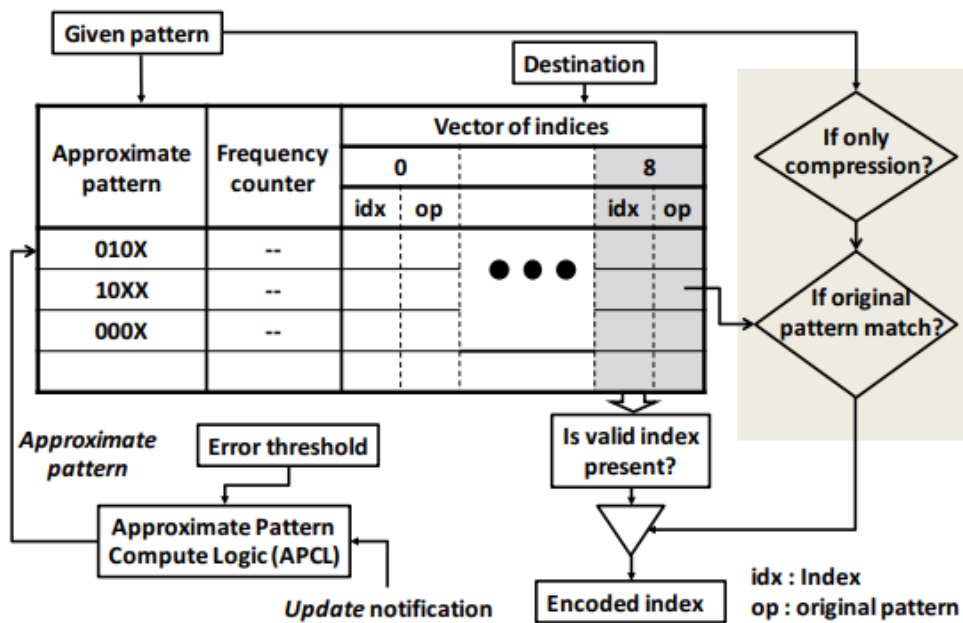 Given pattern
Destination
Approximate
pattern
Frequency
counter
Vector of indices
0
8
idx
op
idx
op
010X
--
10XX
--
000X
--
If only
compression?
If original
pattern match?
Approximate
pattern
Error threshold
Is valid index
present?
Approximate Pattern
Compute Logic (APCL)
Update notification
Encoded index
idx : Index
op : original pattern